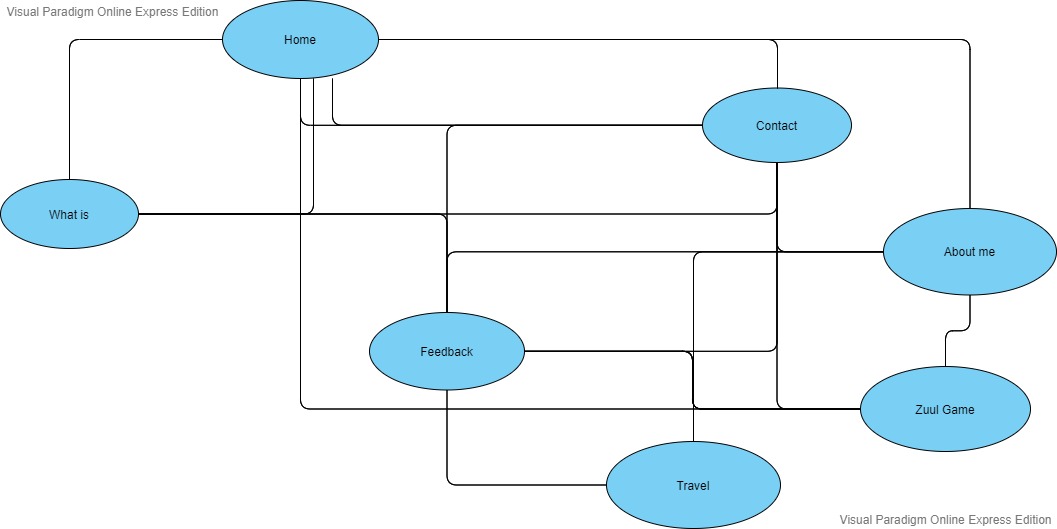 Visual Paradigm Online Express Edition
Home
Contact
What is
About me
Feedback
Zuul Game
Travel
Visual Paradigm Online Express Edition